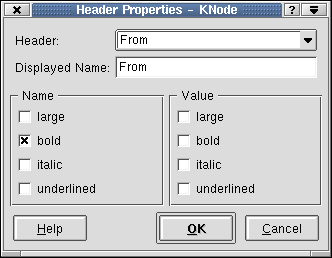 Header Properties - KNode ?
Header: From
Displayed Name: From
Name Value
large large
bold bold
italic italic
underlined underlined
Help OK Cancel